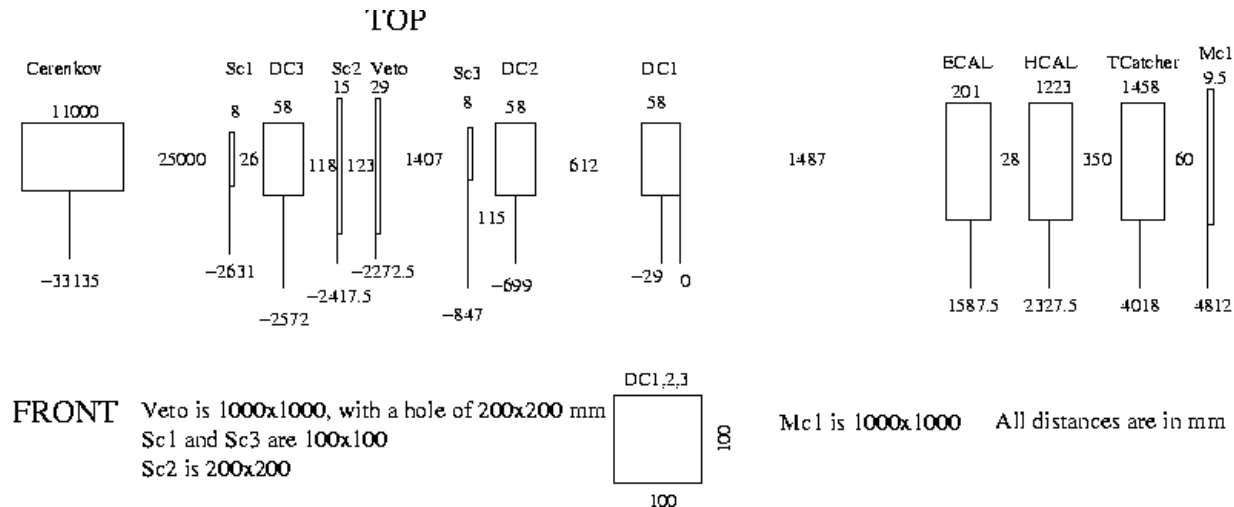 TOP
Cerenkov Sc1 DC3 Sc2 Veto Sc3 DC2 DC1 ECAL HCAL TCatcher Mc1
11000 8 58 15 29 8 58 58 201 1223 1458 9.5
25000 26 118 123 1407 115 612 1487 28 350 60
−33135 −2631 −2572 −2417.5 −2272.5 −847 −699 −29 0 1587.5 2327.5 4018 4812
FRONT
Veto is 1000x1000, with a hole of 200x200 mm
Sc1 and Sc3 are 100x100
Sc2 is 200x200
DC1,2,3
100
100
Mc1 is 1000x1000 All distances are in mm